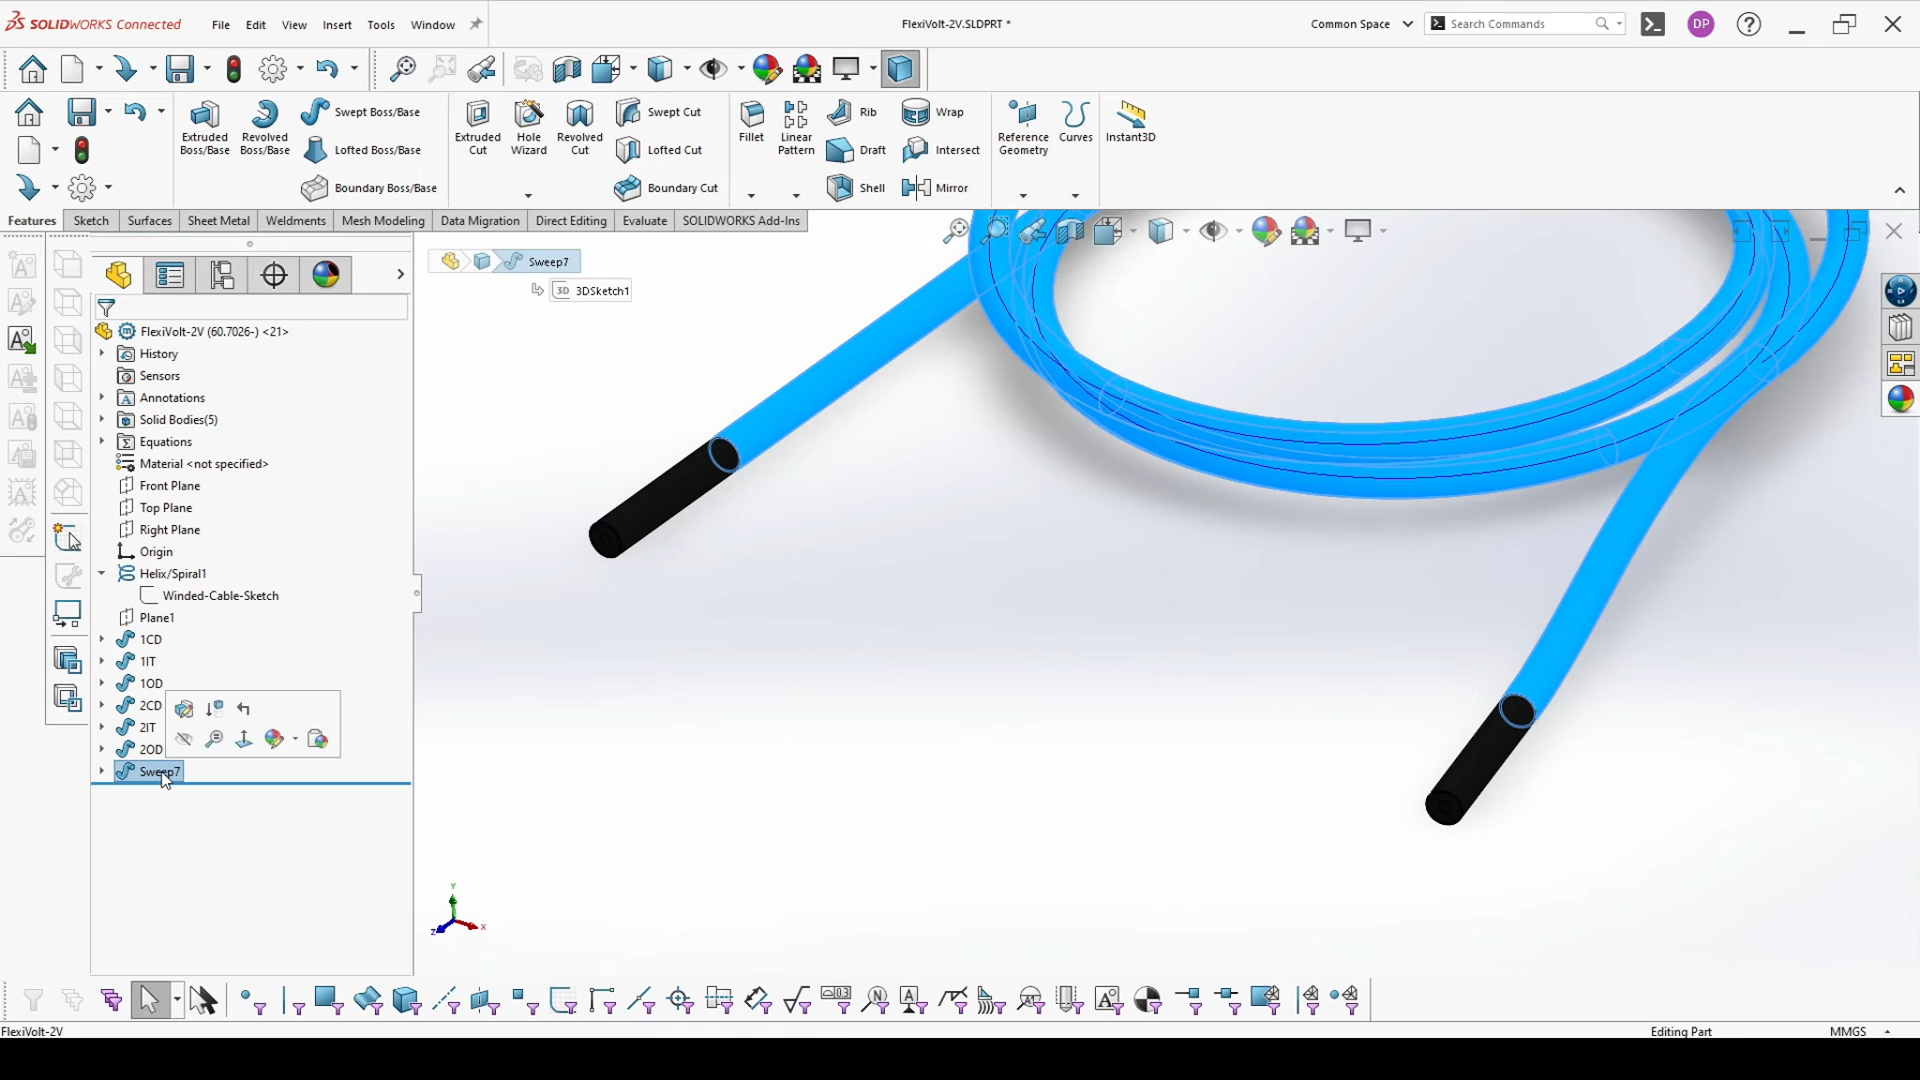 SOLIDWORKS Connected
File Edit View Insert Tools Window
FlexiVolt-2V.SLDPRT *
Common Space
Search Commands
DP
Extruded Boss/Base
Revolved Boss/Base
Swept Boss/Base
Lofted Boss/Base
Boundary Boss/Base
Extruded Cut
Hole Wizard
Revolved Cut
Swept Cut
Lofted Cut
Boundary Cut
Fillet
Linear Pattern
Rib
Draft
Shell
Wrap
Intersect
Mirror
Reference Geometry
Curves
Instant3D
Features Sketch Surfaces Sheet Metal Weldments Mesh Modeling Data Migration Direct Editing Evaluate SOLIDWORKS Add-Ins
Sweep7
3D 3DSketch1
FlexiVolt-2V (60.7026-) <21>
History
Sensors
Annotations
Solid Bodies(5)
Equations
Material <not specified>
Front Plane
Top Plane
Right Plane
Origin
Helix/Spiral1
Winded-Cable-Sketch
Plane1
1CD
1IT
1OD
2CD
2IT
2OD
Sweep7
Y
Z
X
FlexiVolt-2V
Editing Part
MMGS